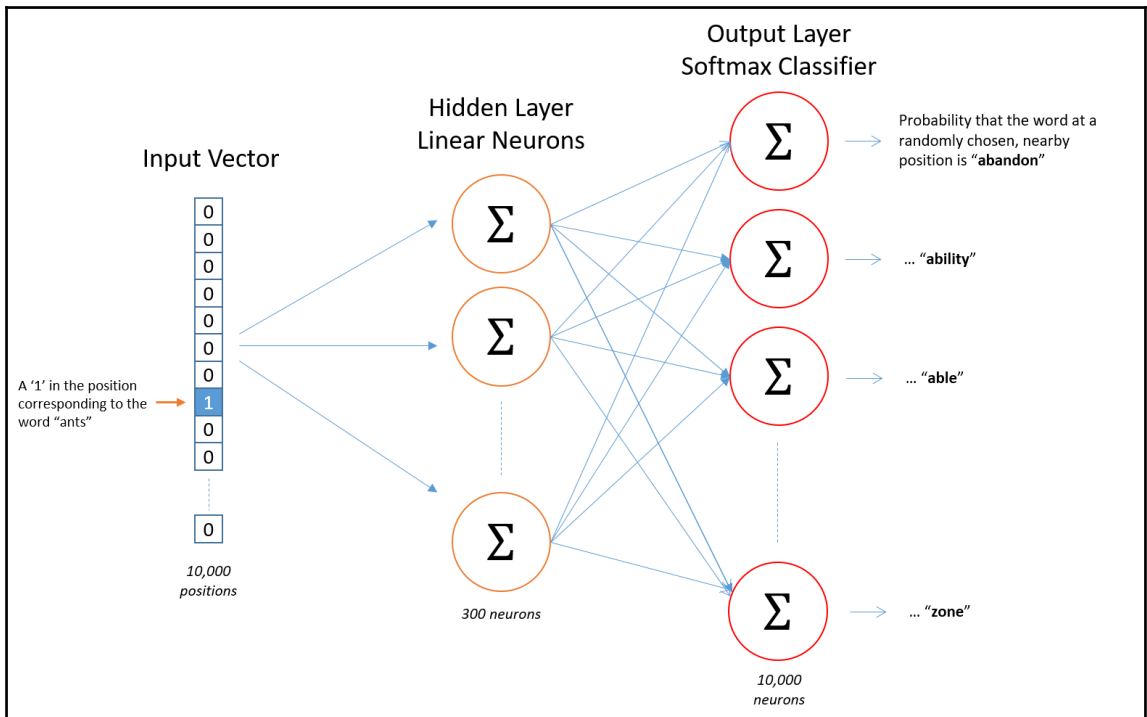 Output Layer
Softmax Classifier
Hidden Layer
Linear Neurons
Input Vector
0
0
0
0
0
0
0
1
0
0
0
A ‘1’ in the position
corresponding to the
word “ants”
10,000
positions
Σ
Σ
Σ
300 neurons
Σ
Σ
Σ
Σ
10,000
neurons
Probability that the word at a
randomly chosen, nearby
position is “abandon”
... “ability”
... “able”
... “zone”